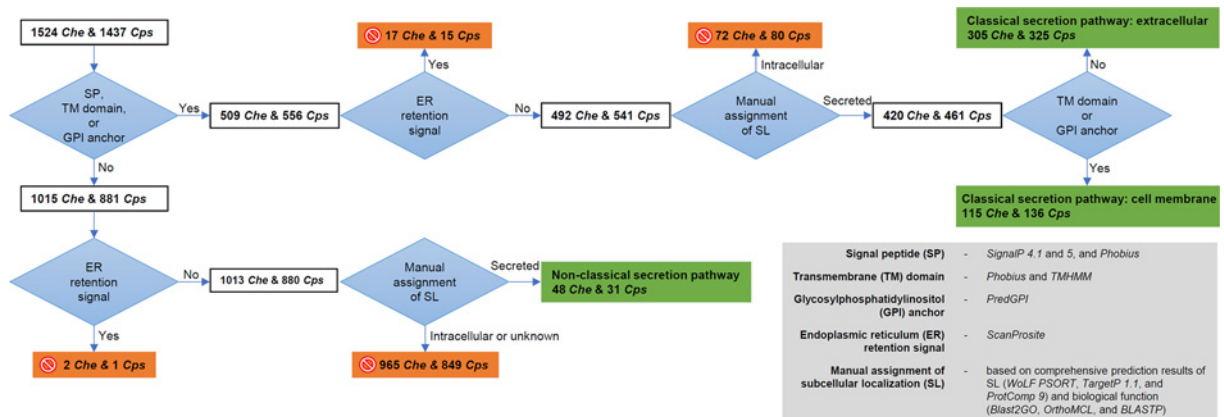 1524 Che & 1437 Cps
SP,
TM domain,
or
GPI anchor
Yes
509 Che & 556 Cps
17 Che & 15 Cps
Yes
ER
retention
signal
No
492 Che & 541 Cps
72 Che & 80 Cps
Intracellular
Manual
assignment
of SL
Secreted
420 Che & 461 Cps
Classical secretion pathway: extracellular
305 Che & 325 Cps
No
TM domain
or
GPI anchor
Yes
Classical secretion pathway: cell membrane
115 Che & 136 Cps
No
1015 Che & 881 Cps
ER
retention
signal
No
1013 Che & 880 Cps
Manual
assignment
of SL
Secreted
Non-classical secretion pathway
48 Che & 31 Cps
Yes
2 Che & 1 Cps
Intracellular or unknown
965 Che & 849 Cps
Signal peptide (SP) - SignalP 4.1 and 5, and Phobius
Transmembrane (TM) domain - Phobius and TMHMM
Glycosylphosphatidylinositol - PredGPI
(GPI) anchor
Endoplasmic reticulum (ER) - ScanProsite
retention signal
Manual assignment of - based on comprehensive prediction results of
subcellular localization (SL) SL (WoLF PSORT, TargetP 1.1, and
ProtComp 9) and biological function
(Blast2GO, OrthoMCL, and BLASTP)